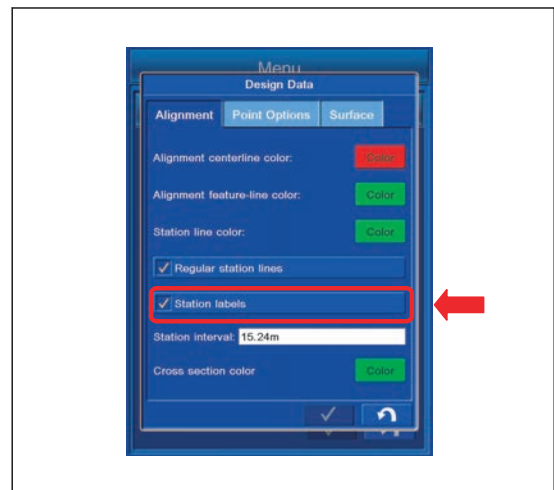 Menu
Design Data
Alignment Point Options Surface
Alignment centerline color: Color
Alignment feature-line color: Color
Station line color: Color
Regular station lines
Station labels
Station interval: 15.24m
Cross section color Color